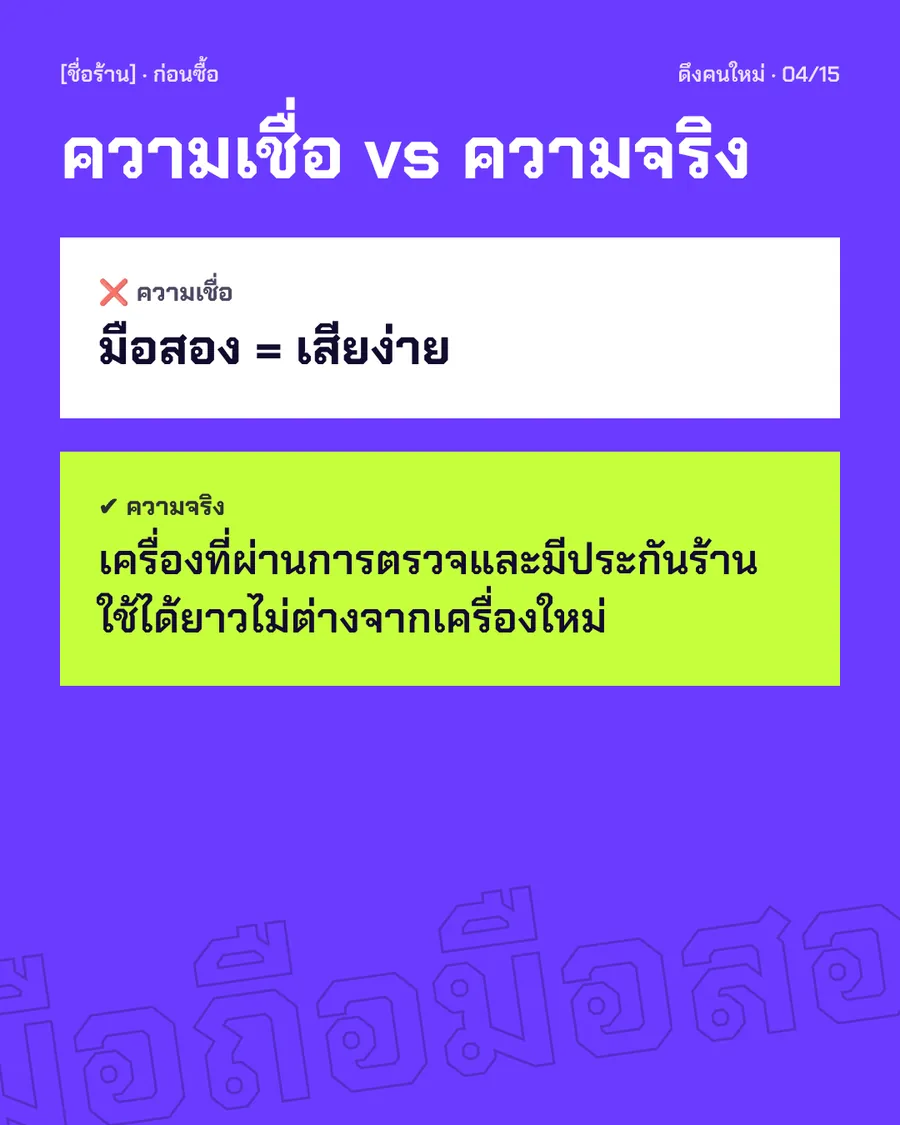 [ชื่อร้าน] · ก่อนซื้อ
ดึงคนใหม่ · 04/15
ความเชื่อ vs ความจริง
❌ ความเชื่อ
มือสอง = เสียง่าย
✔ ความจริง
เครื่องที่ผ่านการตรวจและมีประกันร้าน
ใช้ได้ยาวไม่ต่างจากเครื่องใหม่
มือถือมือสอ